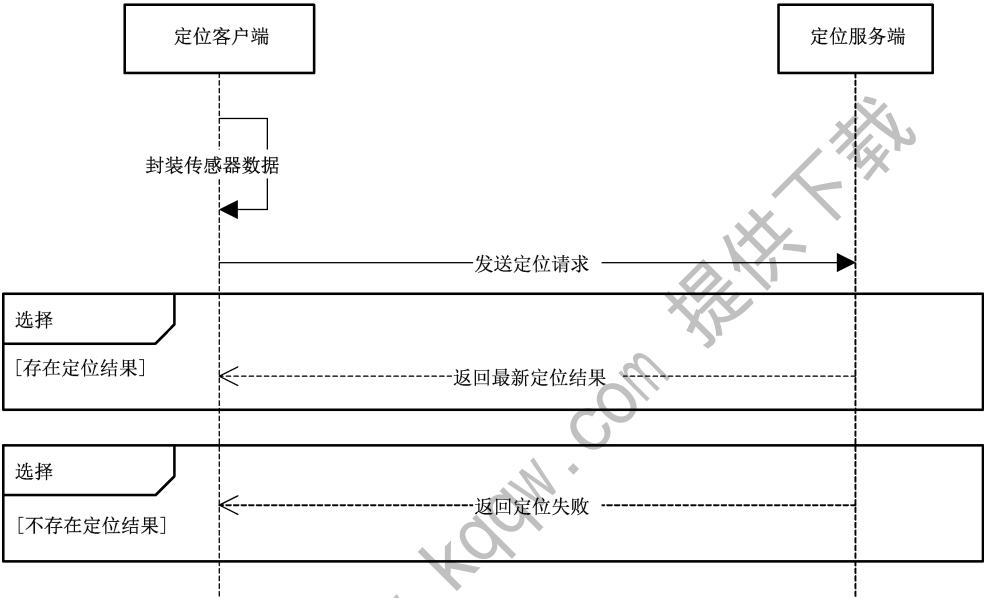 定位客户端
定位服务端
封装传感器数据
发送定位请求
选择
[存在定位结果]
返回最新定位结果
选择
[不存在定位结果]
返回定位失败
kqqw.com 提供下载